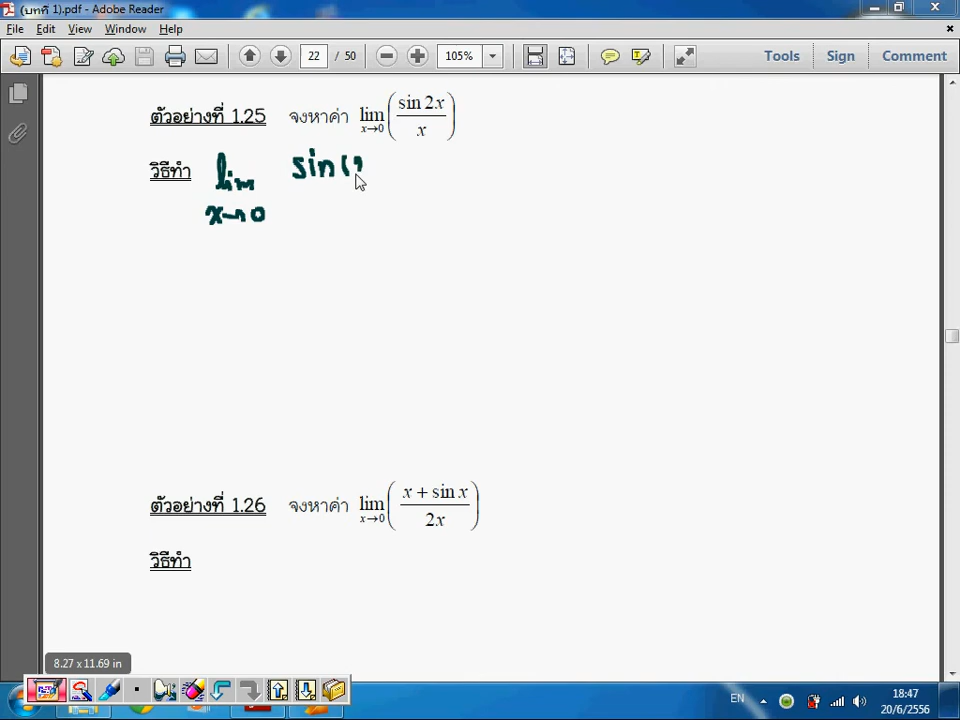 (บทที่ 1).pdf - Adobe Reader
File Edit View Window Help
22 / 50 105% Tools Sign Comment
ตัวอย่างที่ 1.25 จงหาค่า lim x→0 (sin 2x / x)
วิธีทำ lim sin(
x→0
ตัวอย่างที่ 1.26 จงหาค่า lim x→0 (x + sin x / 2x)
วิธีทำ
8.27 x 11.69 in
EN 18:47
20/6/2556